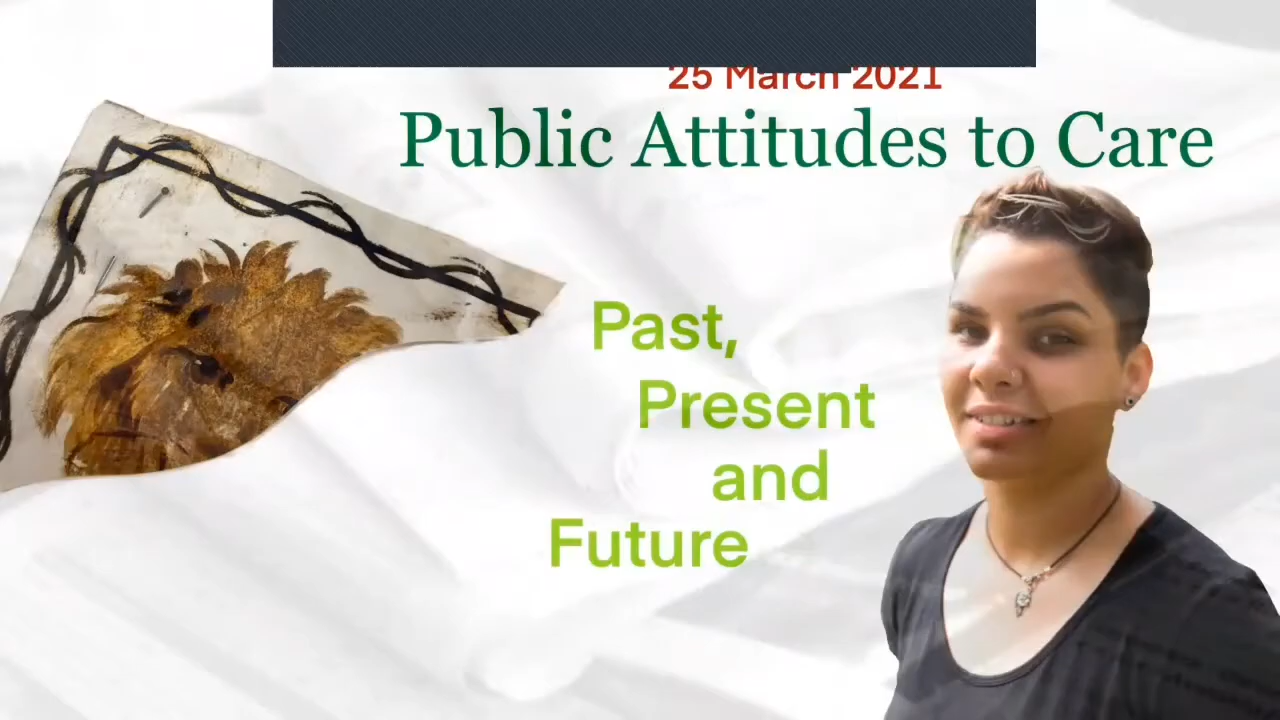 25 March 2021
Public Attitudes to Care
Past,
Present
and
Future